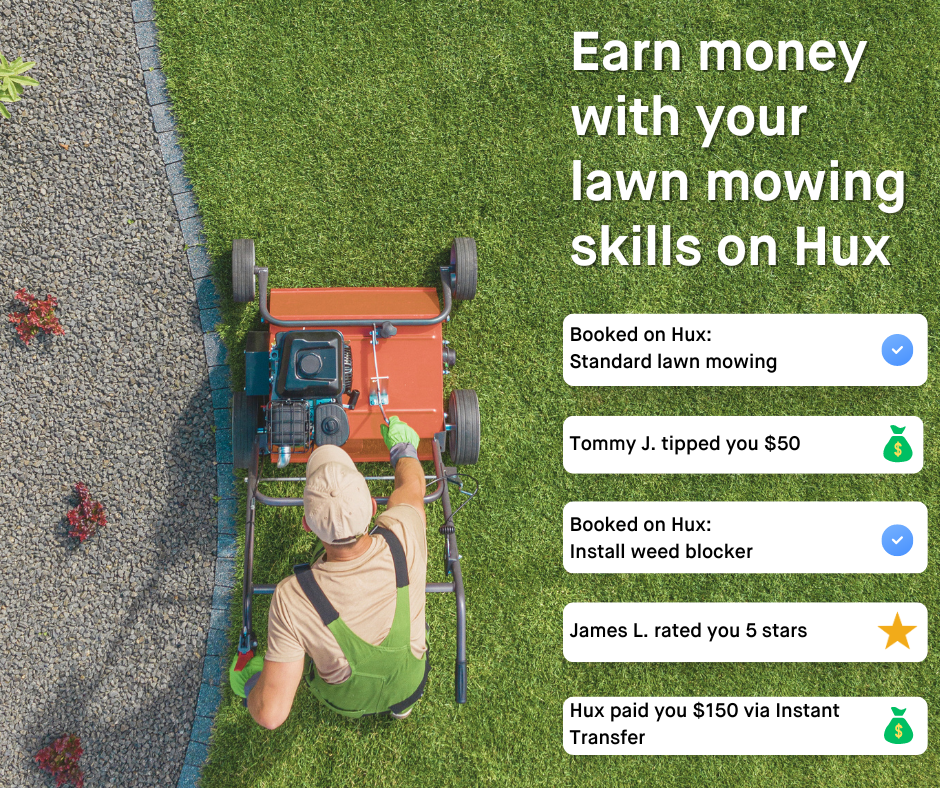 Earn money
with your
lawn mowing
skills on Hux
Booked on Hux:
Standard lawn mowing
Tommy J. tipped you $50
Booked on Hux:
Install weed blocker
James L. rated you 5 stars
Hux paid you $150 via Instant
Transfer